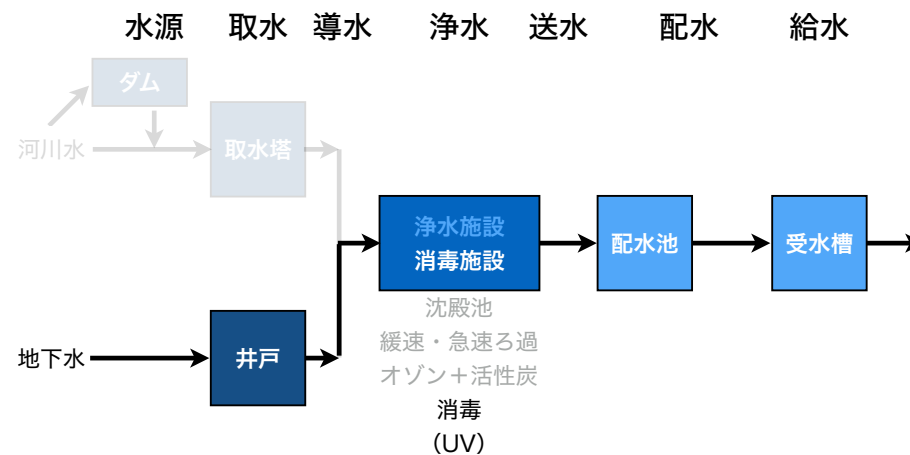 水源 取水 導水 浄水 送水 配水 給水
ダム
河川水
取水塔
浄水施設
消毒施設
配水池
受水槽
沈殿池
緩速・急速ろ過
オゾン＋活性炭
消毒
（UV）
地下水
井戸